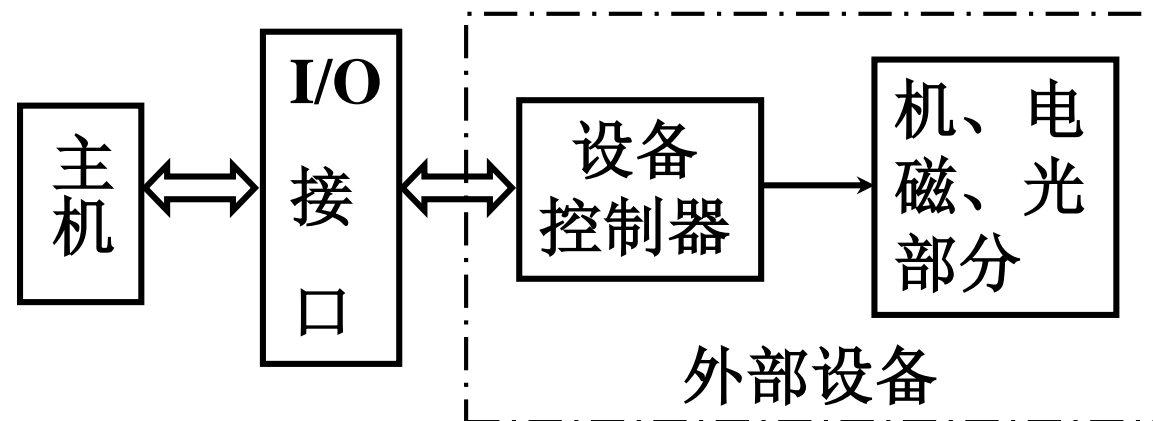 主
机
I/O
接
口
设备
控制器
机、电
磁、光
部分
外部设备